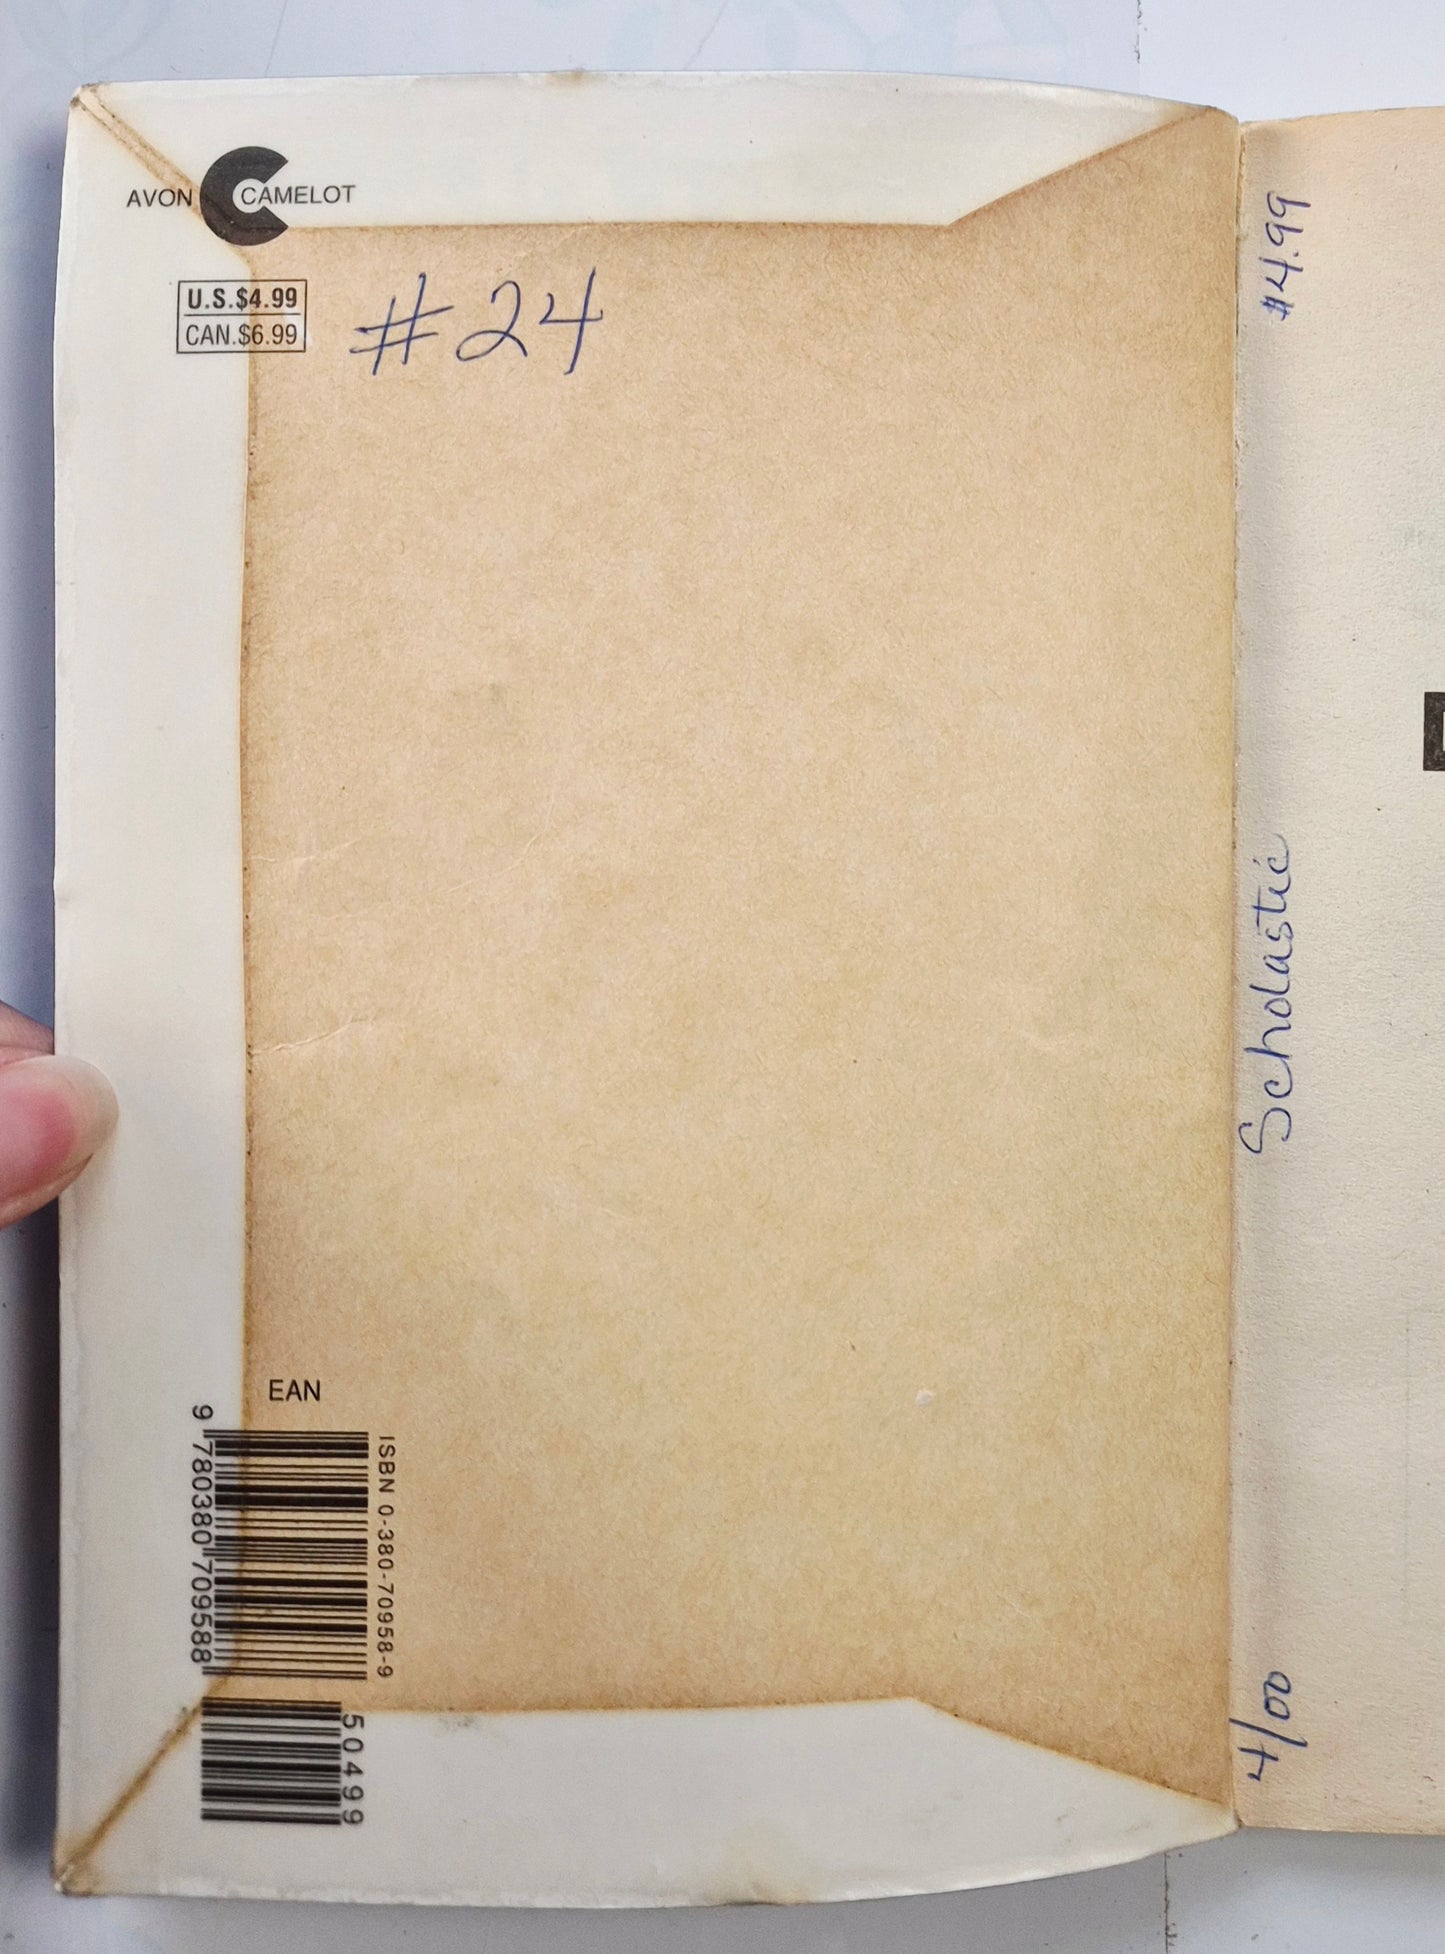 AVON CAMELOT
U.S.$4.99
CAN.$6.99
#24
EAN
9 780380 709588
ISBN 0-380-70958-9
50499
4/00 Scholastic $4.99